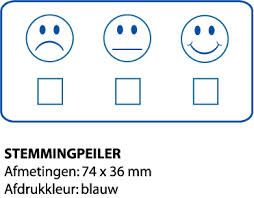 STEMMINGPEILER
Afmetingen: 74 x 36 mm
Afdrukkleur: blauw